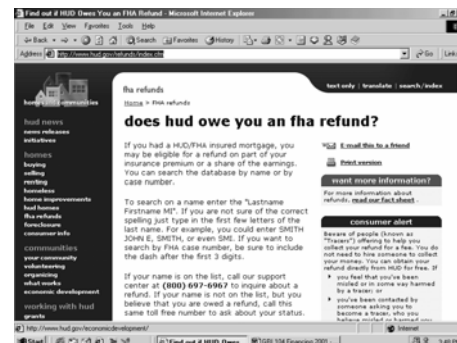 Find out if HUD Owes You an FHA Refund - Microsoft Internet Explorer
File Edit View Favorites Tools Help
Back Search Favorites History
Address http://www.hud.gov/refunds/index.cfm Go Links
homes and communities
hud news
news releases
initiatives
homes
buying
selling
renting
homeless
home improvements
hud homes
fha refunds
foreclosure
consumer info
communities
your community
volunteering
organizing
what works
economic development
working with hud
grants
fha refunds
text only | translate | search/index
Home > FHA refunds
does hud owe you an fha refund?
If you had a HUD/FHA insured mortgage, you
may be eligible for a refund on part of your
insurance premium or a share of the earnings.
You can search the database by name or by
case number.
To search on a name enter the "Lastname
Firstname MI". If you are not sure of the correct
spelling just type in the first few letters of the
last name. For example, you could enter SMITH
JOHN E, SMITH, or even SMI. If you want to
search by FHA case number, be sure to include
the dash after the first 3 digits.
If your name is on the list, call our support
center at (800) 697-6967 to inquire about a
refund. If your name is not on the list, but you
believe that you are owed a refund, call this
same toll free number to ask about your status.
E-mail this to a friend
Print version
want more information?
For more information about
refunds, read our fact sheet.
consumer alert
Beware of people (known as
"Tracers") offering to help you
collect your refund for a fee. You do
not need to hire someone to collect
your money. You can obtain your
refund directly from HUD for free. If
you feel that you've been
misled or in some way harmed
by a tracer; or
you've been contacted by
someone asking you to
become a tracer, who you
http://www.hud.gov/economicdevelopment/ Internet
Start Find out if HUD Owes 3:48 PM